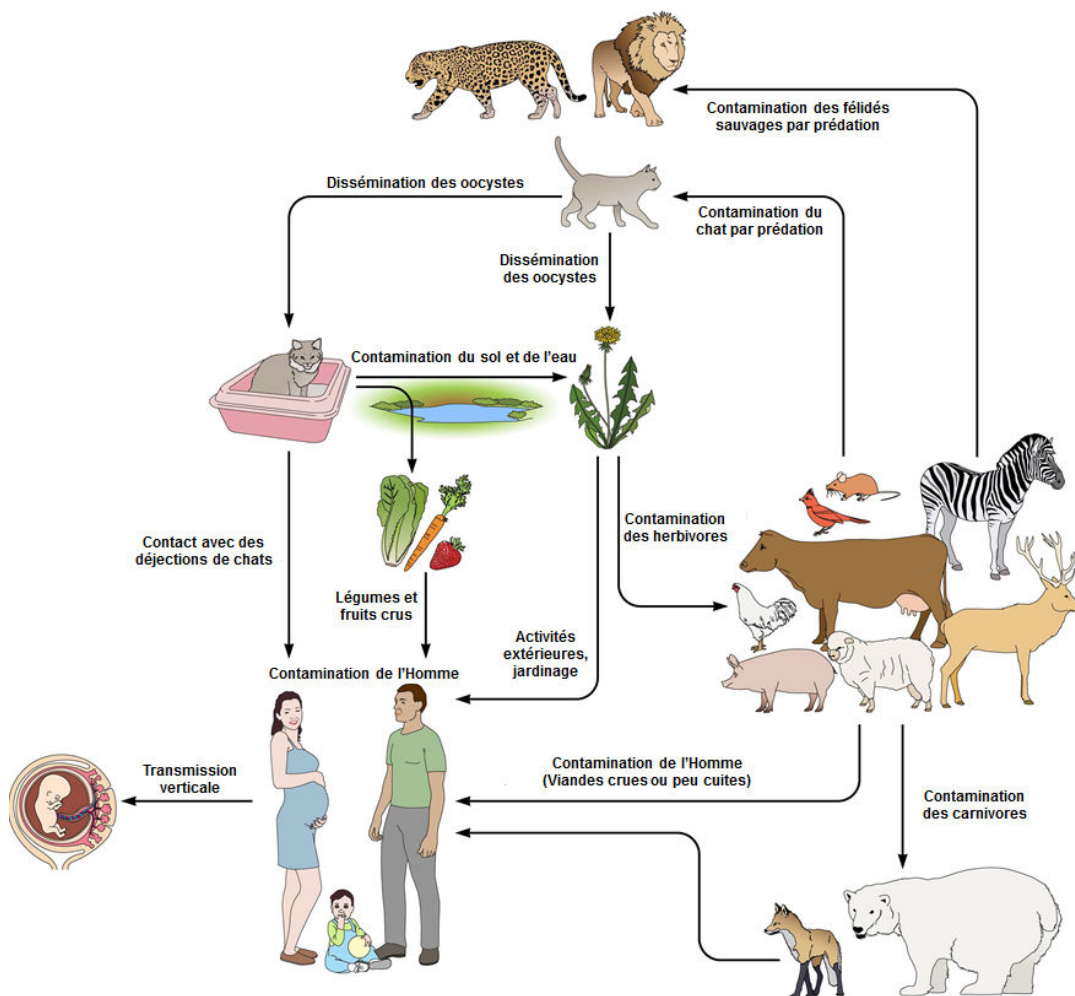 Contamination des félidés
sauvages par prédation
Dissémination des oocystes
Contamination du
chat par prédation
Dissémination
des oocystes
Contamination du sol et de l'eau
Contact avec des
déjections de chats
Contamination
des herbivores
Légumes et
fruits crus
Activités
extérieures,
jardinage
Contamination de l'Homme
Transmission
verticale
Contamination de l'Homme
(Viandes crues ou peu cuites)
Contamination
des carnivores